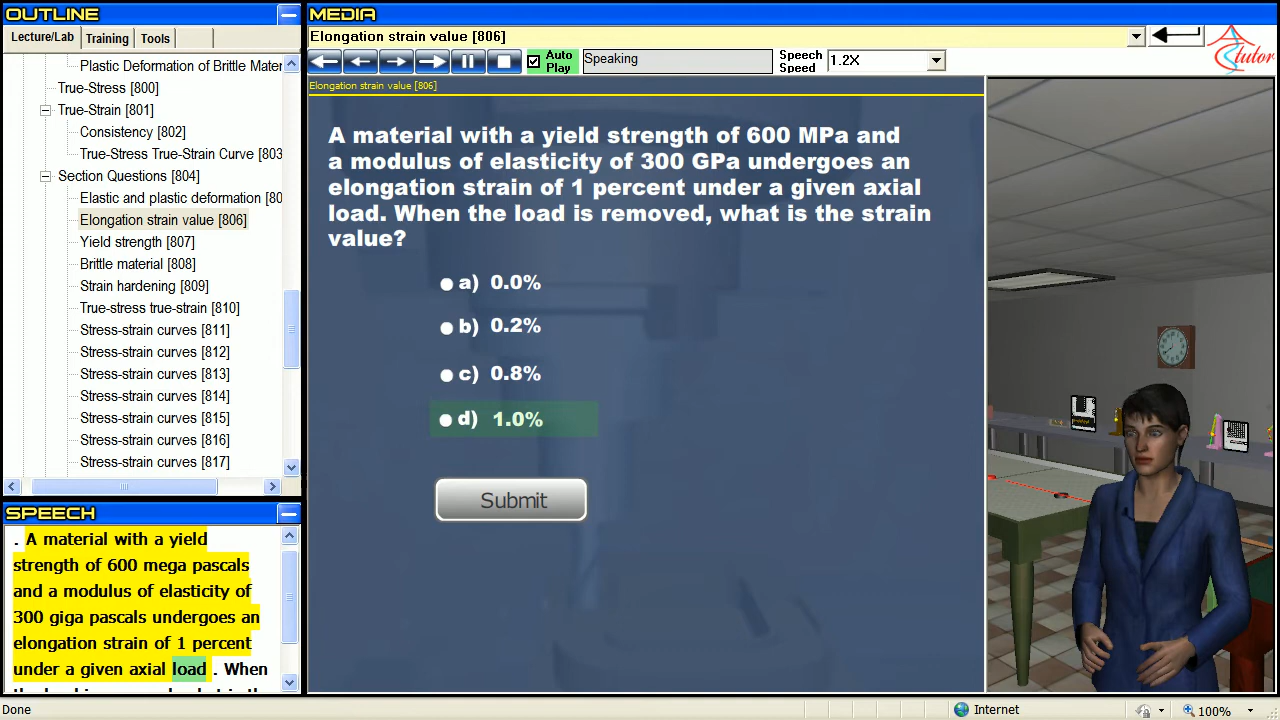 OUTLINE
Lecture/Lab Training Tools
Plastic Deformation of Brittle Mater
True-Stress [800]
True-Strain [801]
Consistency [802]
True-Stress True-Strain Curve [803
Section Questions [804]
Elastic and plastic deformation [80
Elongation strain value [806]
Yield strength [807]
Brittle material [808]
Strain hardening [809]
True-stress true-strain [810]
Stress-strain curves [811]
Stress-strain curves [812]
Stress-strain curves [813]
Stress-strain curves [814]
Stress-strain curves [815]
Stress-strain curves [816]
Stress-strain curves [817]
SPEECH
. A material with a yield
strength of 600 mega pascals
and a modulus of elasticity of
300 giga pascals undergoes an
elongation strain of 1 percent
under a given axial load . When
MEDIA
Elongation strain value [806]
Auto
Play
Speaking
Speech
Speed
1.2X
tutor
Elongation strain value [806]
A material with a yield strength of 600 MPa and
a modulus of elasticity of 300 GPa undergoes an
elongation strain of 1 percent under a given axial
load. When the load is removed, what is the strain
value?
a) 0.0%
b) 0.2%
c) 0.8%
d) 1.0%
Submit
Done
Internet
100%